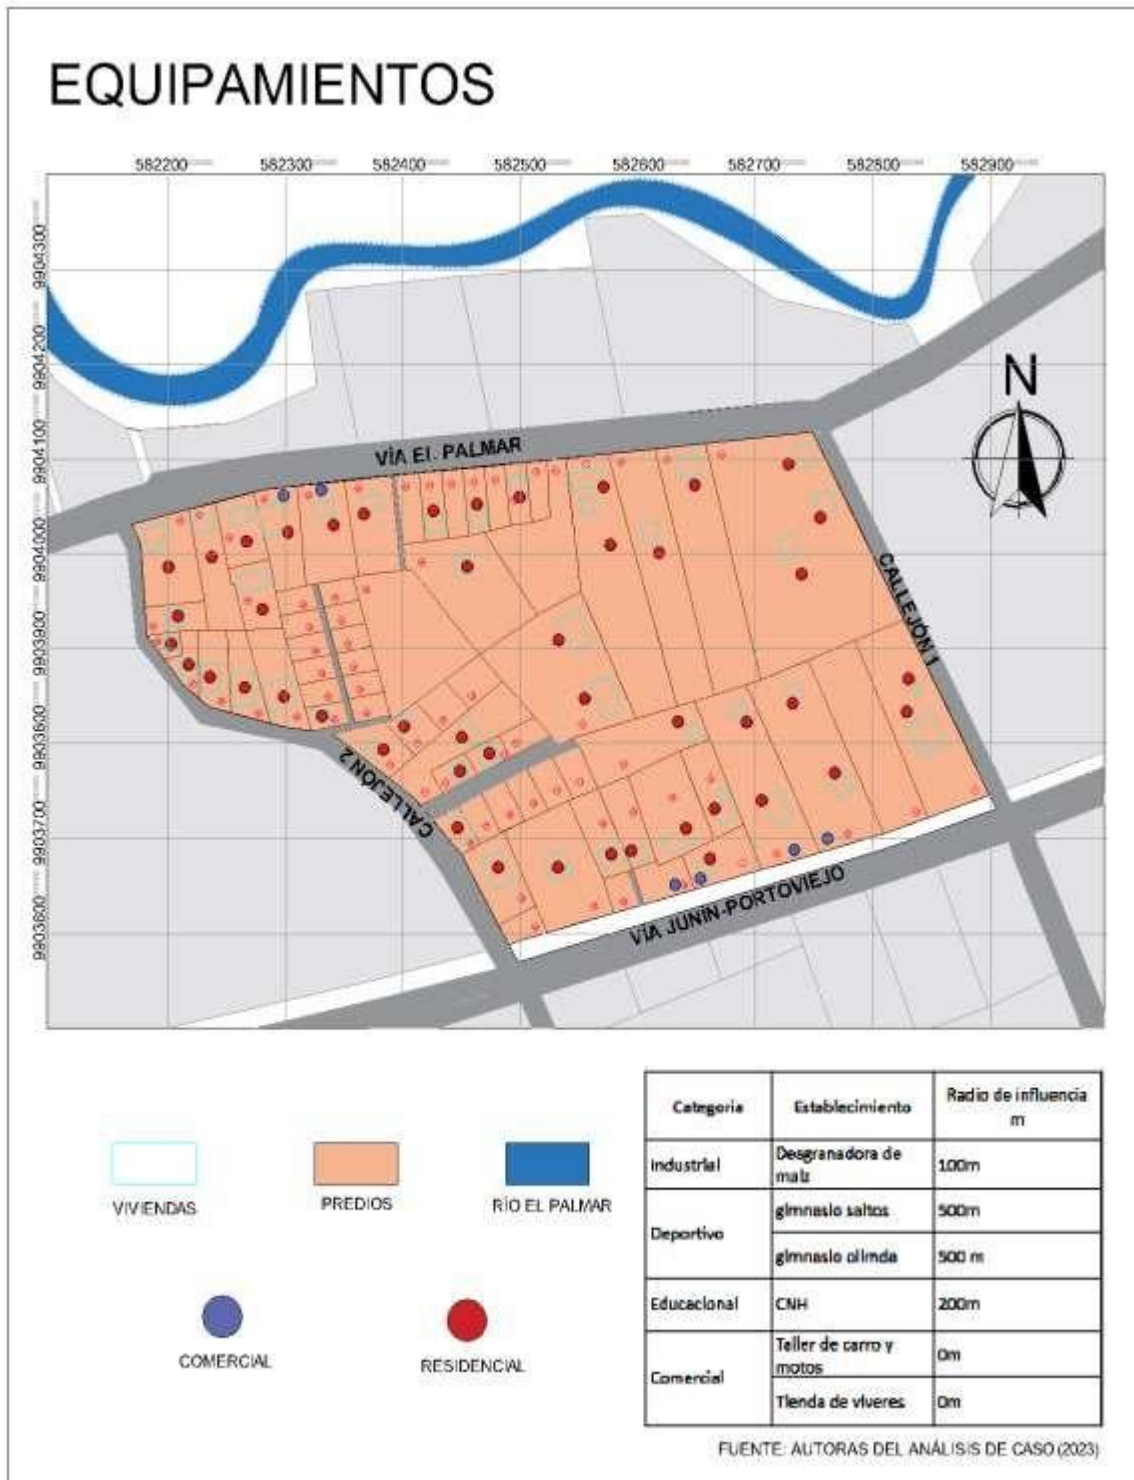 EQUIPAMIENTOS
582200
582300
582400
582500
582600
582700
582800
582900
9904300
9904200
9904100
9904000
9903900
9903800
9903700
9903600
N
VÍA EL PALMAR
CALLEJÓN 1
CALLEJÓN 2
VÍA JUNÍN-PORTOVIEJO
VIVIENDAS
PREDIOS
RÍO EL PALMAR
COMERCIAL
RESIDENCIAL
Categoria
Establecimiento
Radio de influencia
m
Industrial
Desgranadora de
maíz
100m
Deportivo
gimnasio saltos
500m
gimnasio olimda
500 m
Educacional
CNH
200m
Comercial
Taller de carro y
motos
0m
Tienda de víveres
0m
FUENTE: AUTORAS DEL ANÁLISIS DE CASO (2023)